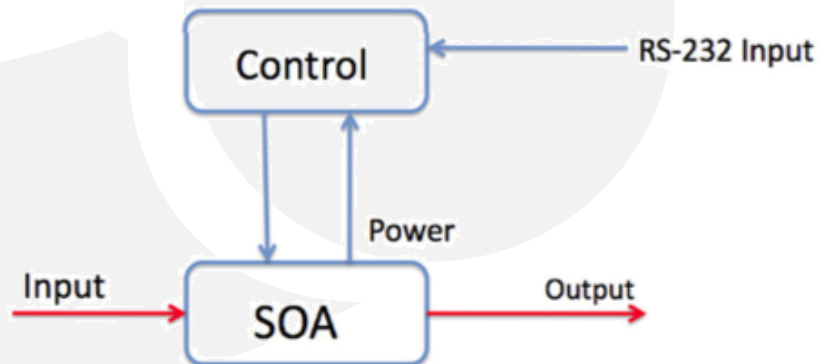 Control
RS-232 Input
Power
Input
Output
SOA